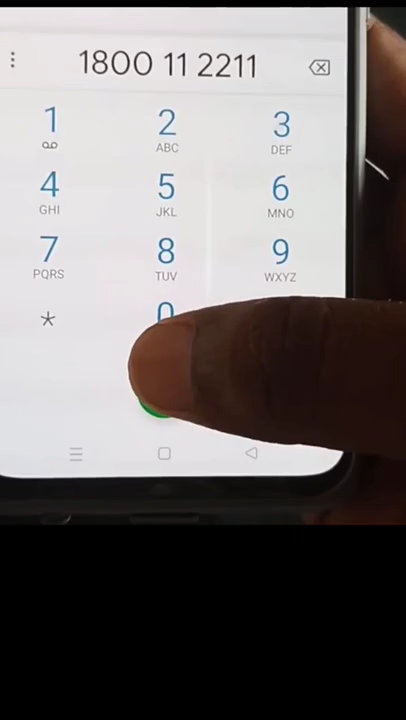 1800 11 2211
1 2 3
ABC DEF
4 5 6
GHI JKL MNO
7 8 9
PQRS TUV WXYZ
* 0